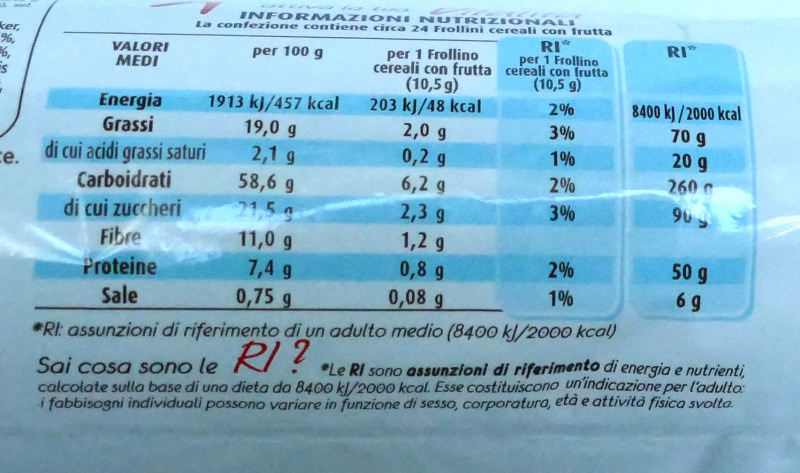 INFORMAZIONI NUTRIZIONALI
La confezione contiene circa 24 Frollini cereali con frutta
VALORI MEDI per 100 g per 1 Frollino cereali con frutta (10,5 g) RI* per 1 Frollino cereali con frutta (10,5 g) RI*
Energia 1913 kJ/457 kcal 203 kJ/48 kcal 2% 8400 kJ/2000 kcal
Grassi 19,0 g 2,0 g 3% 70 g
di cui acidi grassi saturi 2,1 g 0,2 g 1% 20 g
Carboidrati 58,6 g 6,2 g 2% 260 g
di cui zuccheri 21,5 g 2,3 g 3% 90 g
Fibre 11,0 g 1,2 g
Proteine 7,4 g 0,8 g 2% 50 g
Sale 0,75 g 0,08 g 1% 6 g
*RI: assunzioni di riferimento di un adulto medio (8400 kJ/2000 kcal)
Sai cosa sono le RI? *Le RI sono assunzioni di riferimento di energia e nutrienti,
calcolate sulla base di una dieta da 8400 kJ/2000 kcal. Esse costituiscono un'indicazione per l'adulto:
i fabbisogni individuali possono variare in funzione di sesso, corporatura, età e attività fisica svolta.